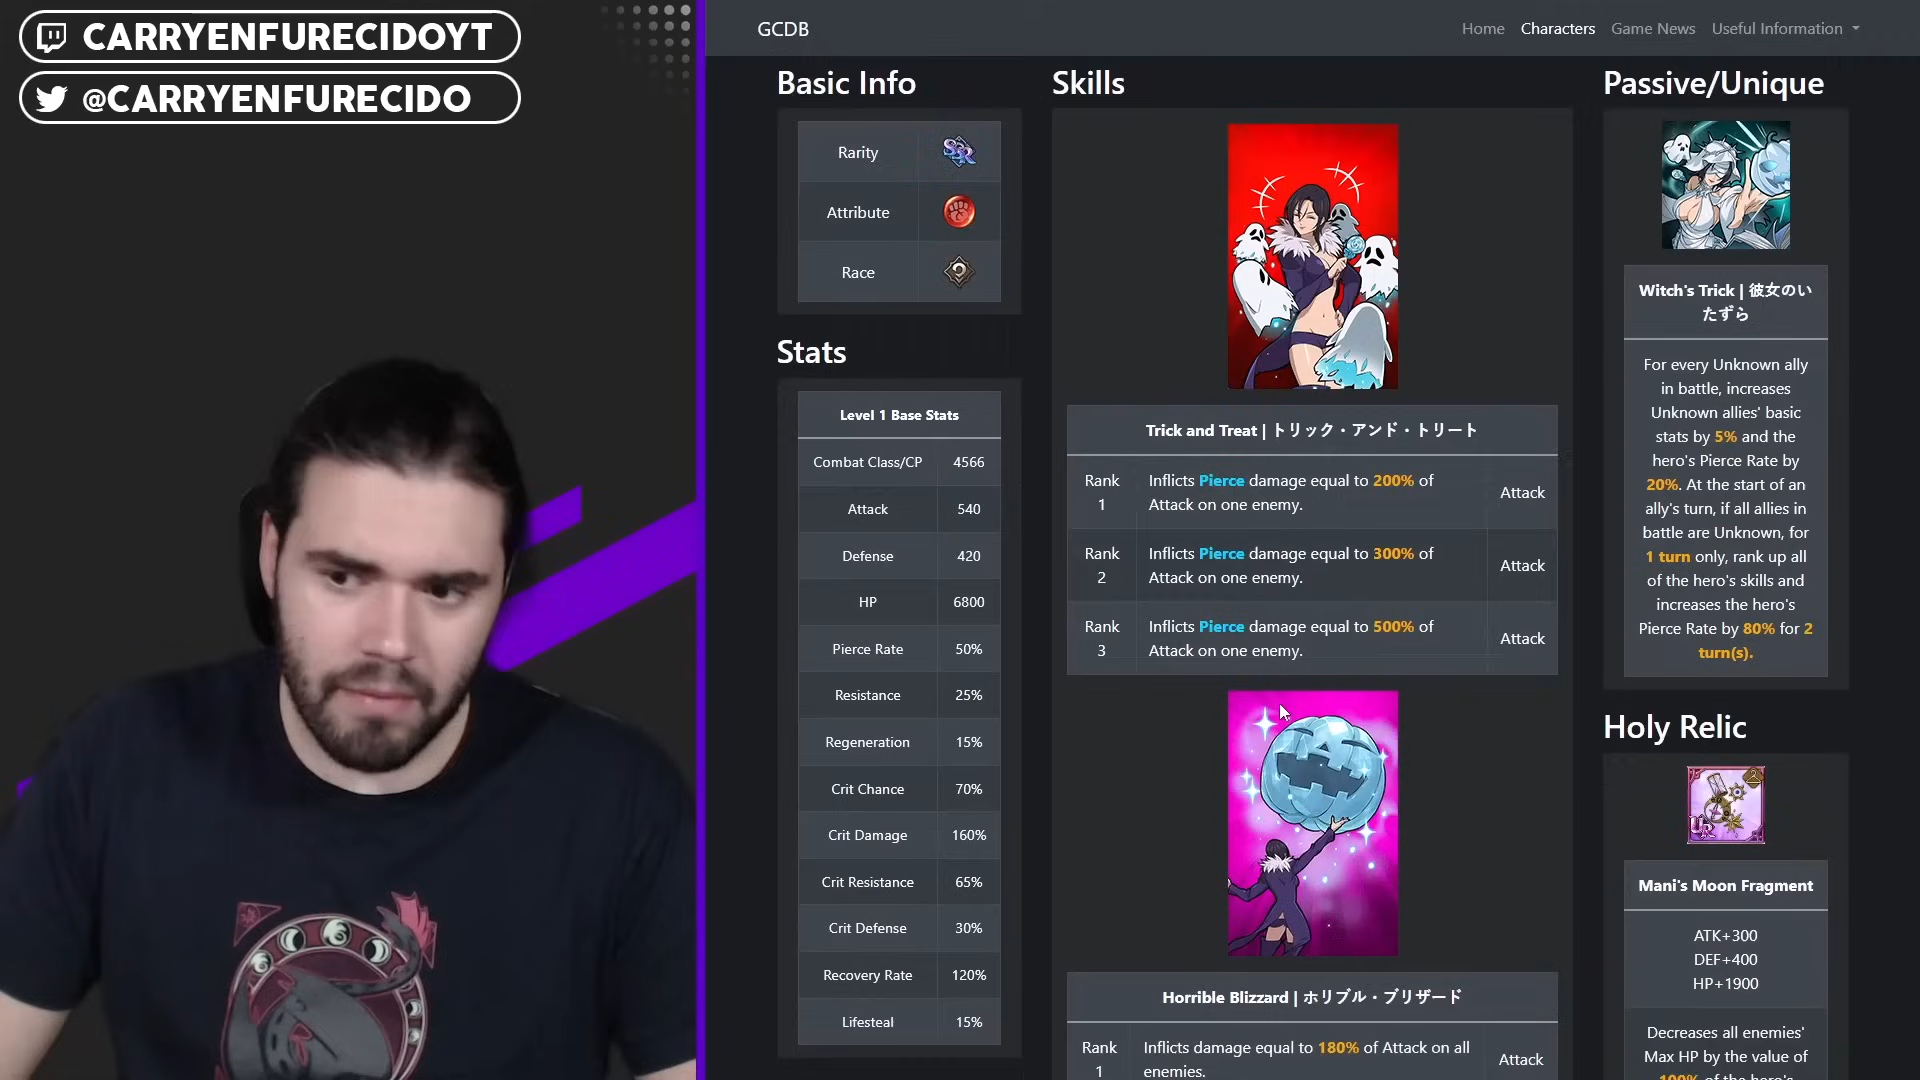 CARRYENFURECIDOYT
@CARRYENFURECIDO
GCDB
Home
Characters
Game News
Useful Information
Basic Info
Rarity
SSR
Attribute
Race
Stats
Level 1 Base Stats
Combat Class/CP 4566
Attack 540
Defense 420
HP 6800
Pierce Rate 50%
Resistance 25%
Regeneration 15%
Crit Chance 70%
Crit Damage 160%
Crit Resistance 65%
Crit Defense 30%
Recovery Rate 120%
Lifesteal 15%
Skills
Trick and Treat | トリック・アンド・トリート
Rank
1
Inflicts Pierce damage equal to 200% of
Attack on one enemy.
Attack
Rank
2
Inflicts Pierce damage equal to 300% of
Attack on one enemy.
Attack
Rank
3
Inflicts Pierce damage equal to 500% of
Attack on one enemy.
Attack
Horrible Blizzard | ホリブル・ブリザード
Rank
1
Inflicts damage equal to 180% of Attack on all
enemies.
Attack
Passive/Unique
Witch's Trick | 彼女のい
たずら
For every Unknown ally
in battle, increases
Unknown allies' basic
stats by 5% and the
hero's Pierce Rate by
20%. At the start of an
ally's turn, if all allies in
battle are Unknown, for
1 turn only, rank up all
of the hero's skills and
increases the hero's
Pierce Rate by 80% for 2
turn(s).
Holy Relic
UR
Mani's Moon Fragment
ATK+300
DEF+400
HP+1900
Decreases all enemies'
Max HP by the value of
100% of the hero's